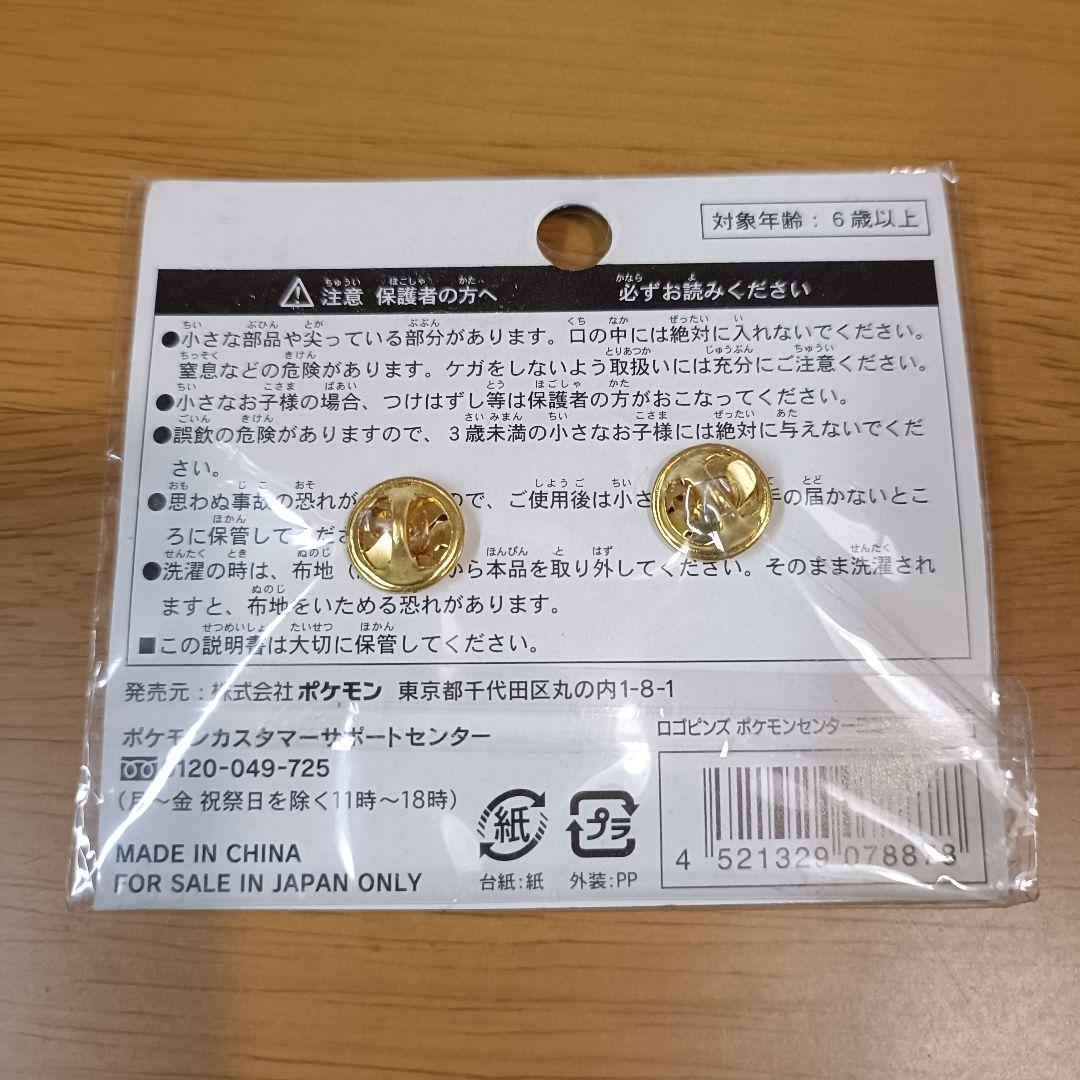 対象年齢：6歳以上
注意 保護者の方へ 必ずお読みください
●小さな部品や尖っている部分があります。口の中には絶対に入れないでください。
窒息などの危険があります。ケガをしないよう取扱いには充分にご注意ください。
●小さなお子様の場合、つけはずし等は保護者の方がおこなってください。
●誤飲の危険がありますので、3歳未満の小さなお子様には絶対に与えないでくだ
さい。
●思わぬ事故の恐れが ので、ご使用後は小さ 手の届かないとこ
ろに保管してくだ
●洗濯の時は、布地 から本品を取り外してください。そのまま洗濯され
ますと、布地をいためる恐れがあります。
■この説明書は大切に保管してください。
発売元：株式会社ポケモン 東京都千代田区丸の内1-8-1
ポケモンカスタマーサポートセンター
0120-049-725
（月～金 祝祭日を除く11時～18時）
ロゴピンズ ポケモンセンター
紙
プラ
台紙：紙 外装：PP
MADE IN CHINA
FOR SALE IN JAPAN ONLY
4 521329 0788